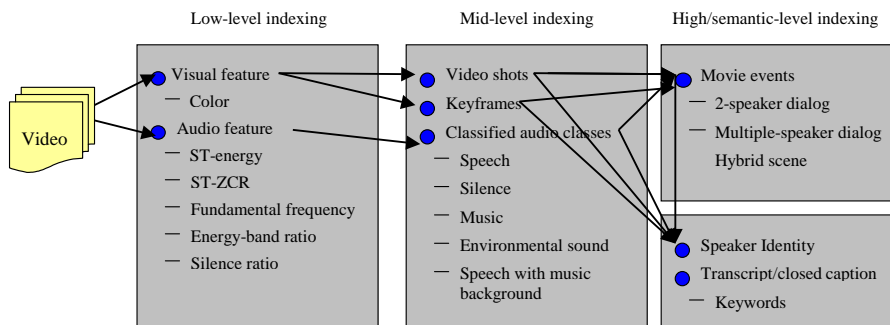 Low-level indexing
Mid-level indexing
High/semantic-level indexing
Video
Visual feature
— Color
Audio feature
— ST-energy
— ST-ZCR
— Fundamental frequency
— Energy-band ratio
— Silence ratio
Video shots
Keyframes
Classified audio classes
— Speech
— Silence
— Music
— Environmental sound
— Speech with music
background
Movie events
— 2-speaker dialog
— Multiple-speaker dialog
Hybrid scene
Speaker Identity
Transcript/closed caption
— Keywords